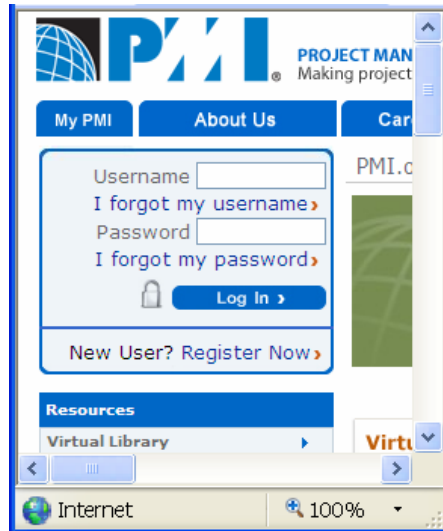 PMI®
PROJECT MAN
Making project
My PMI
About Us
Car
Username
I forgot my username›
Password
I forgot my password›
Log In ›
New User? Register Now›
PMI.o
Resources
Virtual Library
Virtu
Internet
100%